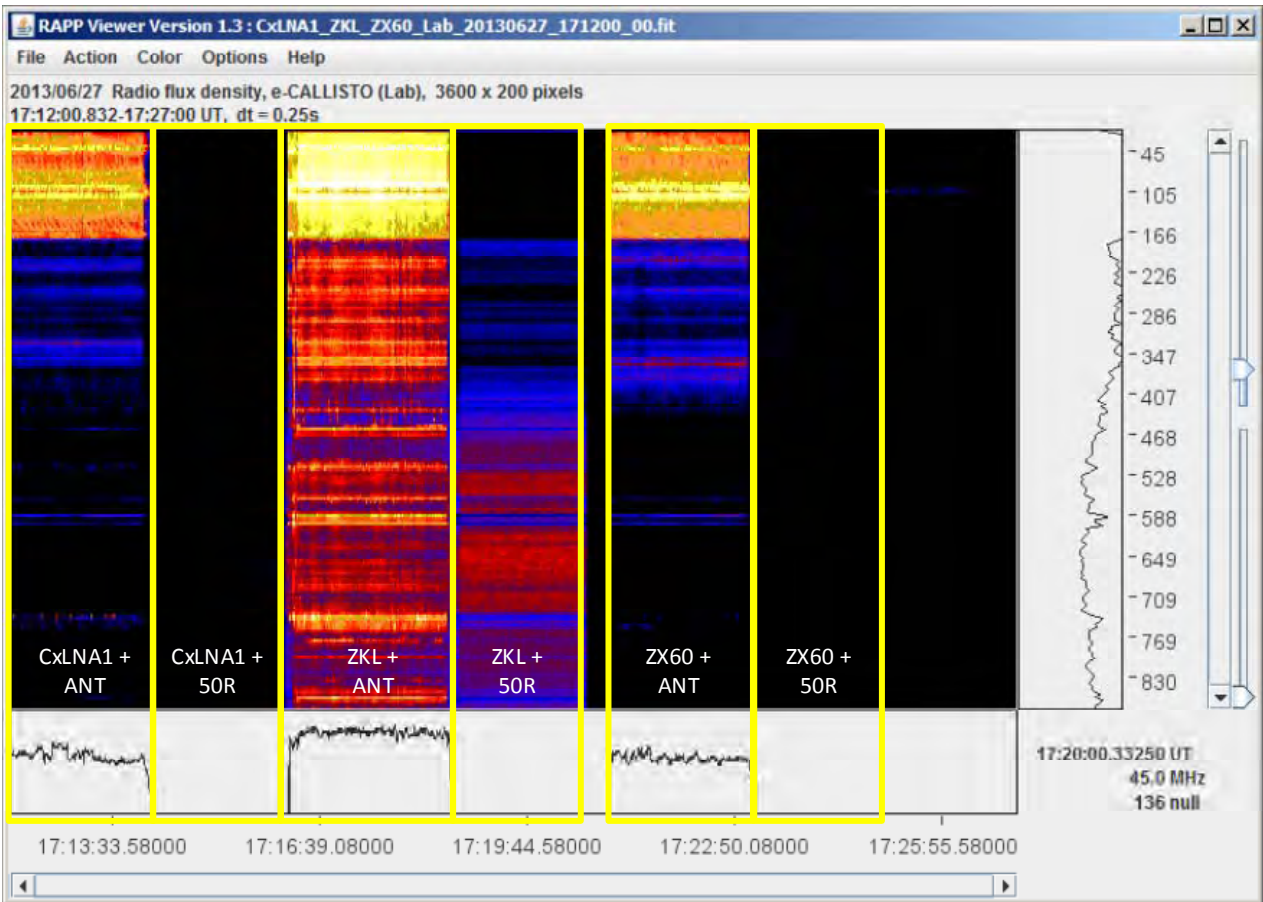 RAPP Viewer Version 1.3 : CxLNA1_ZKL_ZX60_Lab_20130627_171200_00.fit
File Action Color Options Help
2013/06/27 Radio flux density, e-CALLISTO (Lab), 3600 x 200 pixels
17:12:00.832-17:27:00 UT, dt = 0.25s
45
105
166
226
286
347
407
468
528
588
649
709
769
830
CxLNA1 +
ANT
CxLNA1 +
50R
ZKL +
ANT
ZKL +
50R
ZX60 +
ANT
ZX60 +
50R
17:20:00.33250 UT
45.0 MHz
136 null
17:13:33.58000 17:16:39.08000 17:19:44.58000 17:22:50.08000 17:25:55.58000